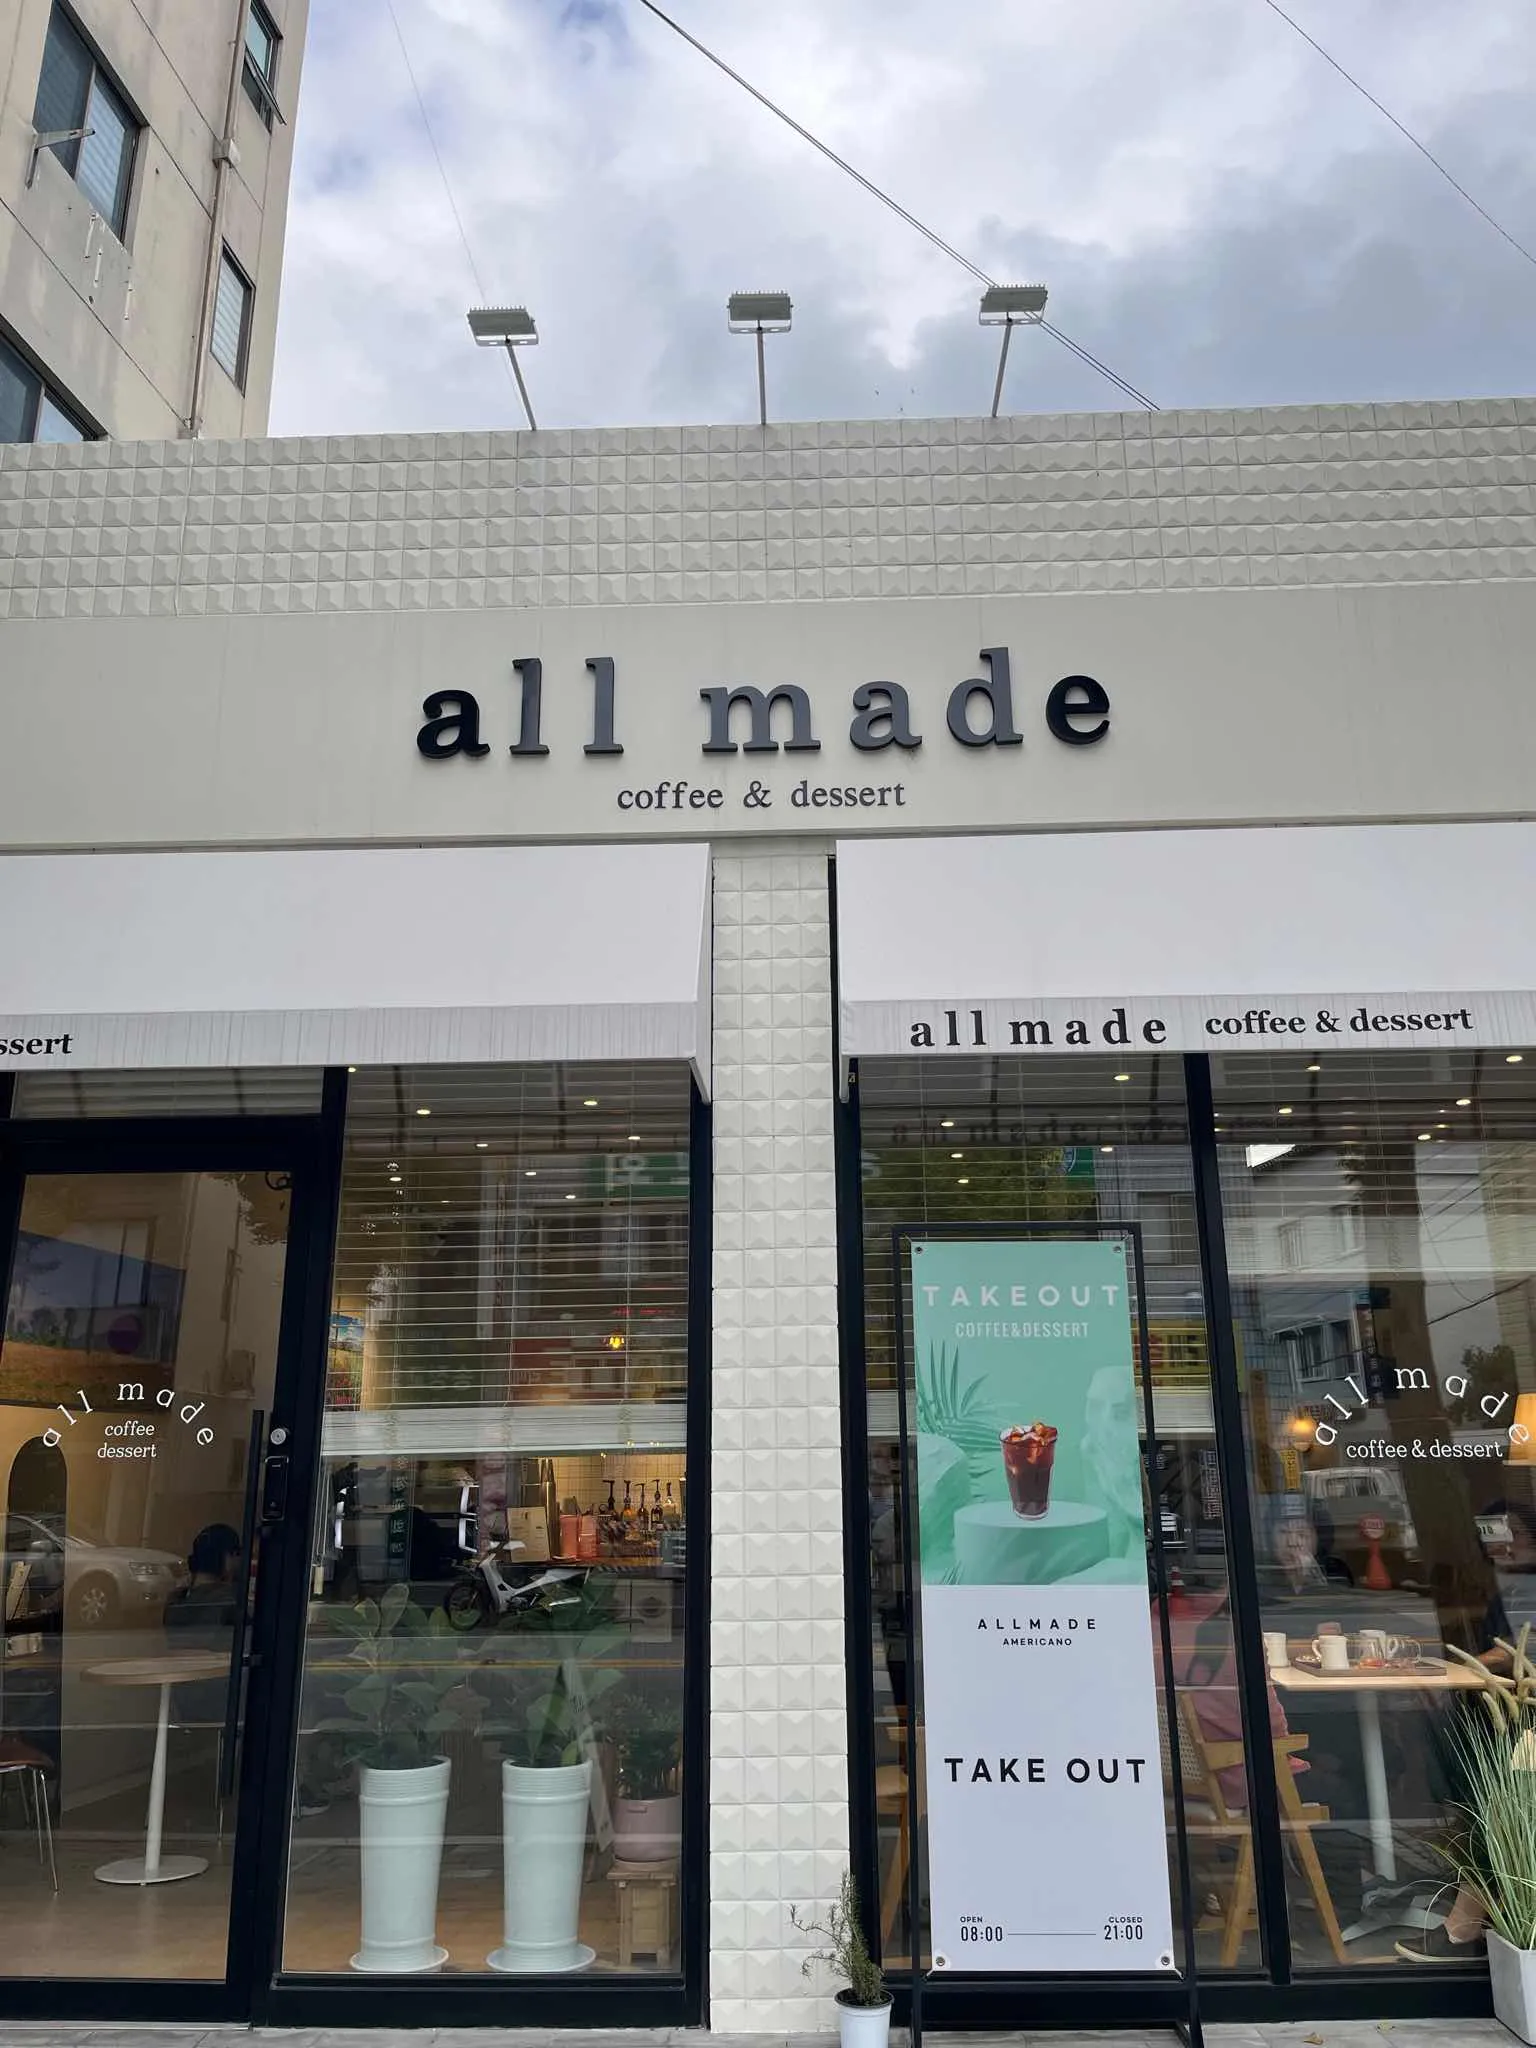 all made
coffee & dessert
ssert
all made coffee & dessert
all made
coffee
dessert
TAKEOUT
COFFEE&DESSERT
ALLMADE
AMERICANO
TAKE OUT
OPEN
08:00
CLOSED
21:00
all made
coffee & dessert